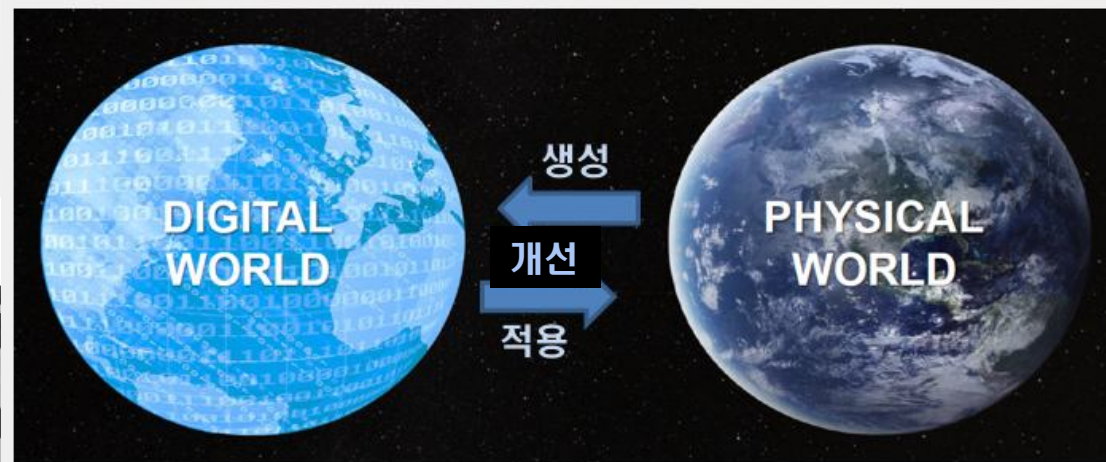 생성
DIGITAL
WORLD
개선
적용
PHYSICAL
WORLD